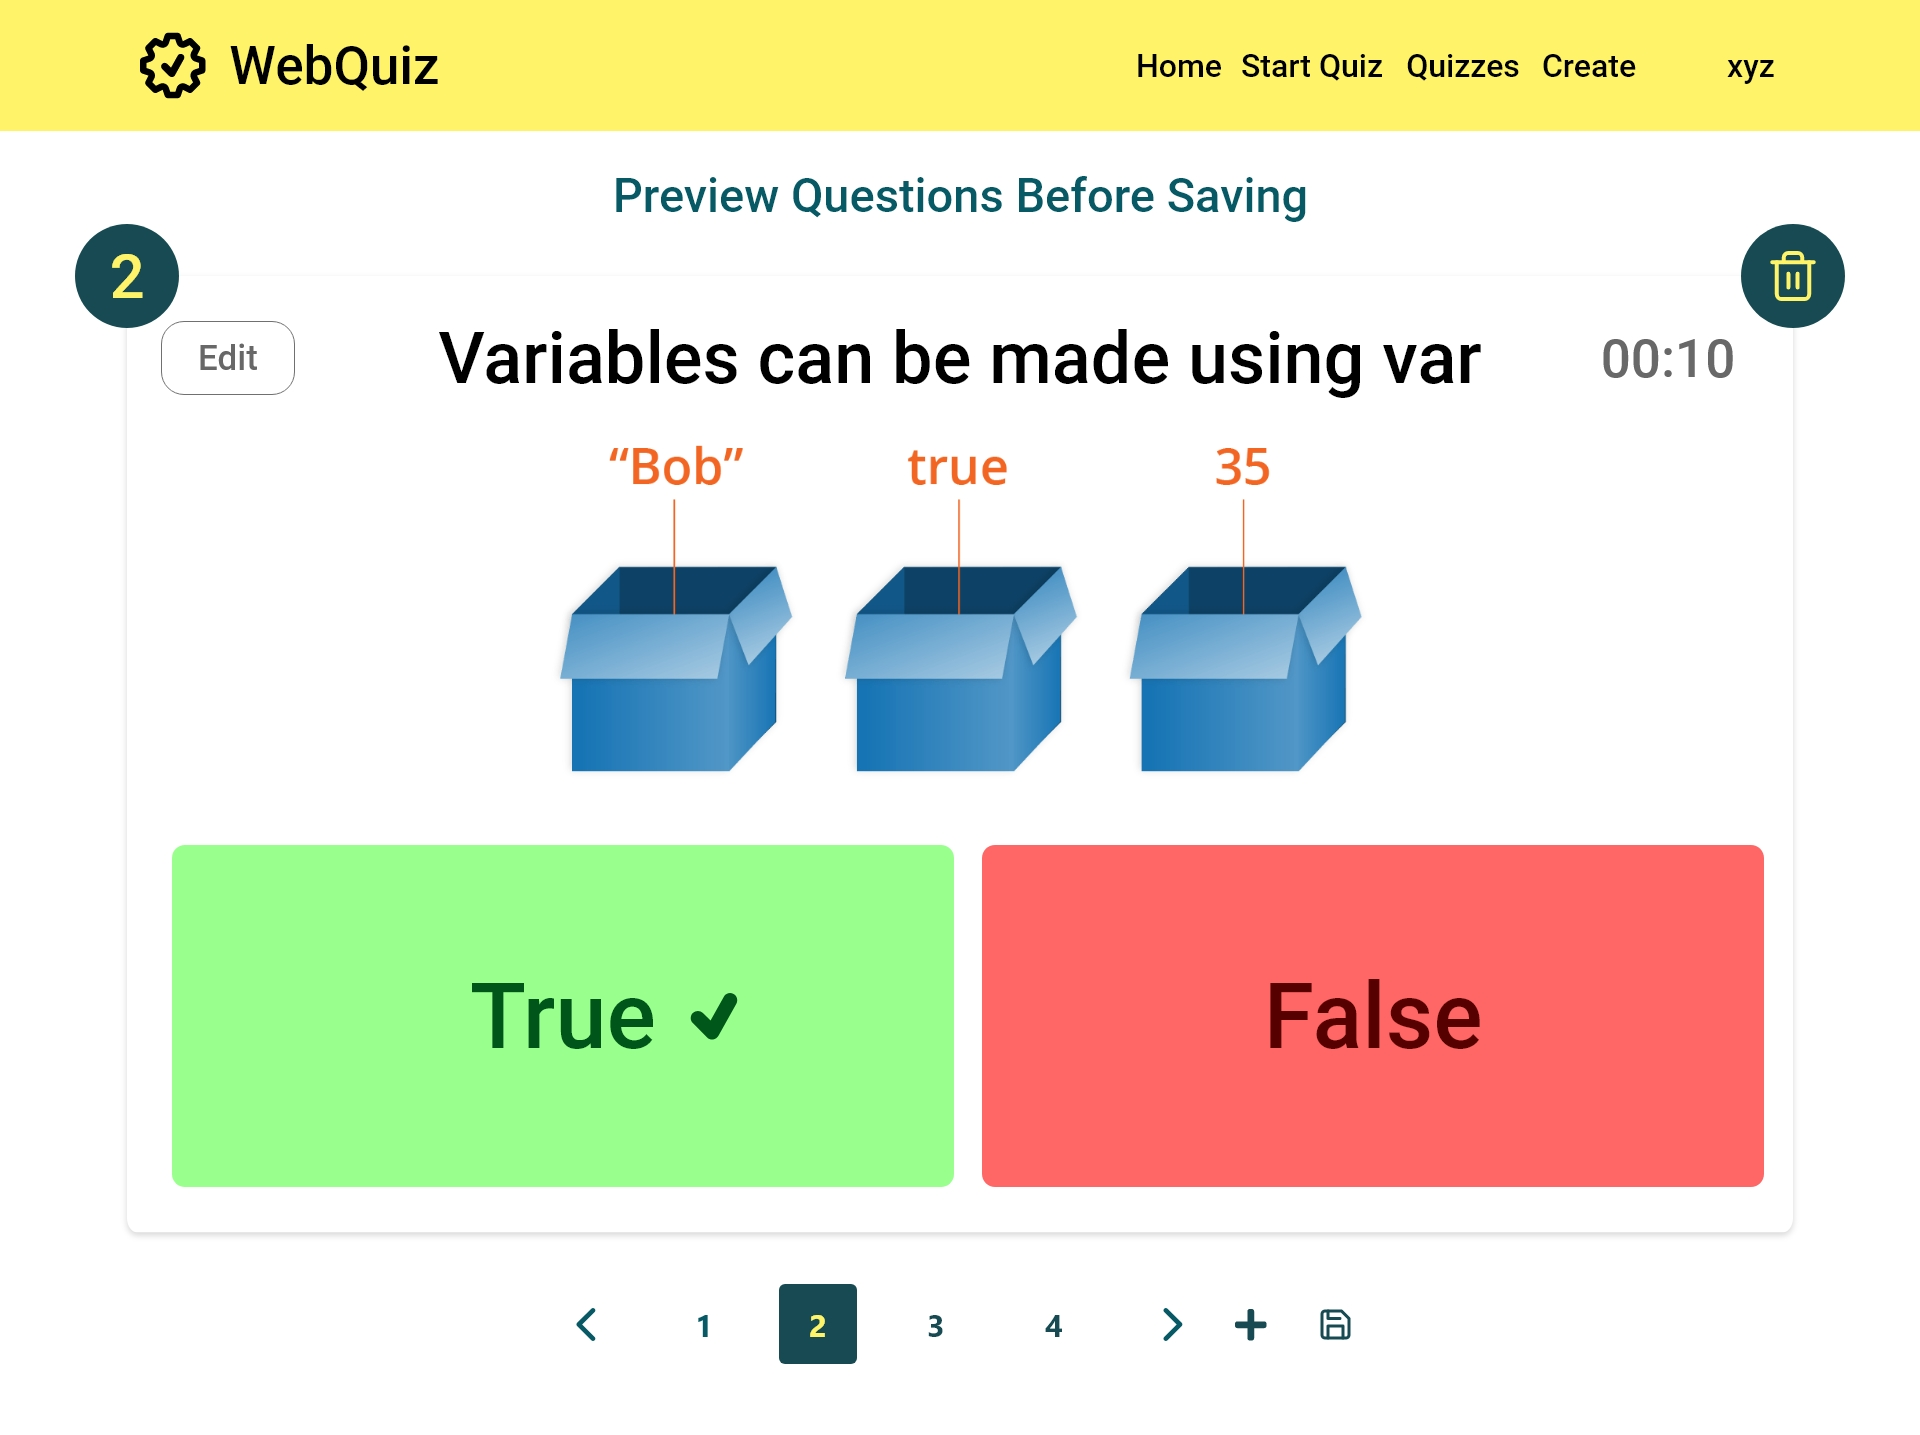 WebQuiz
Home Start Quiz Quizzes Create xyz
Preview Questions Before Saving
2
Edit
Variables can be made using var
00:10
“Bob” true 35
True
False
1 2 3 4